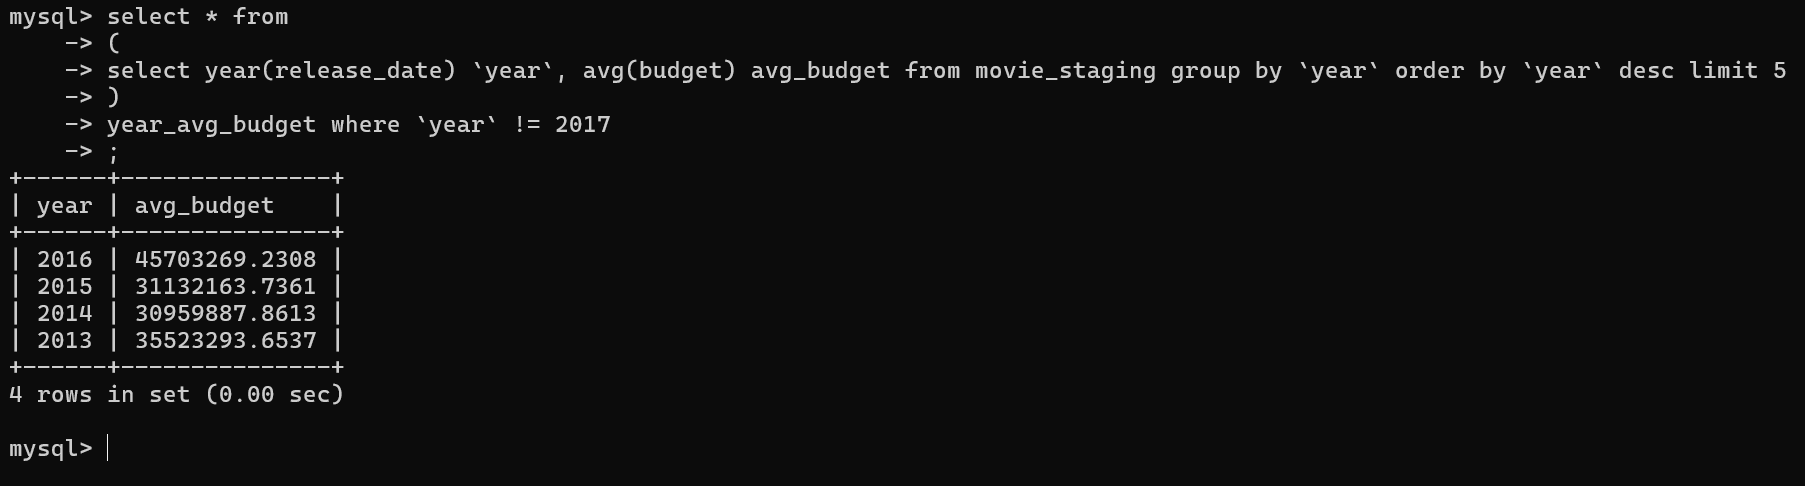 mysql> select * from
    -> (
    -> select year(release_date) `year`, avg(budget) avg_budget from movie_staging group by `year` order by `year` desc limit 5
    -> )
    -> year_avg_budget where `year` != 2017
    -> ;
+------+---------------+
| year | avg_budget    |
+------+---------------+
| 2016 | 45703269.2308 |
| 2015 | 31132163.7361 |
| 2014 | 30959887.8613 |
| 2013 | 35523293.6537 |
+------+---------------+
4 rows in set (0.00 sec)

mysql>